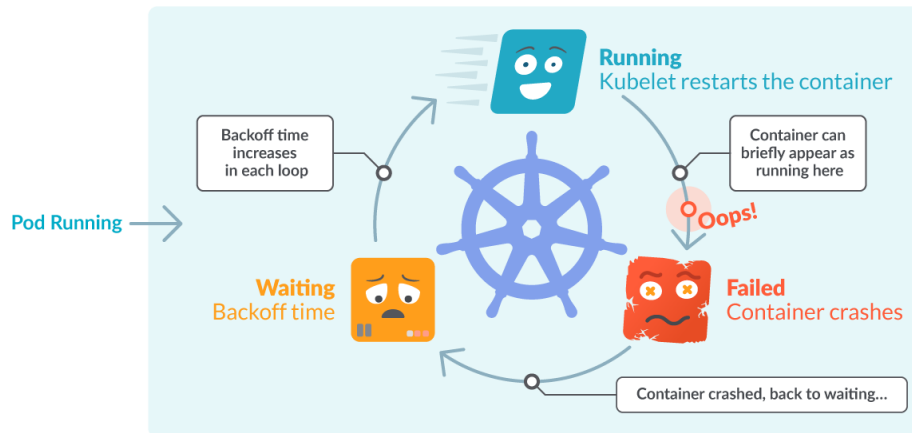 Running
Kubelet restarts the container
Backoff time
increases
in each loop
Container can
briefly appear as
running here
Pod Running
Oops!
Waiting
Backoff time
Failed
Container crashes
Container crashed, back to waiting...